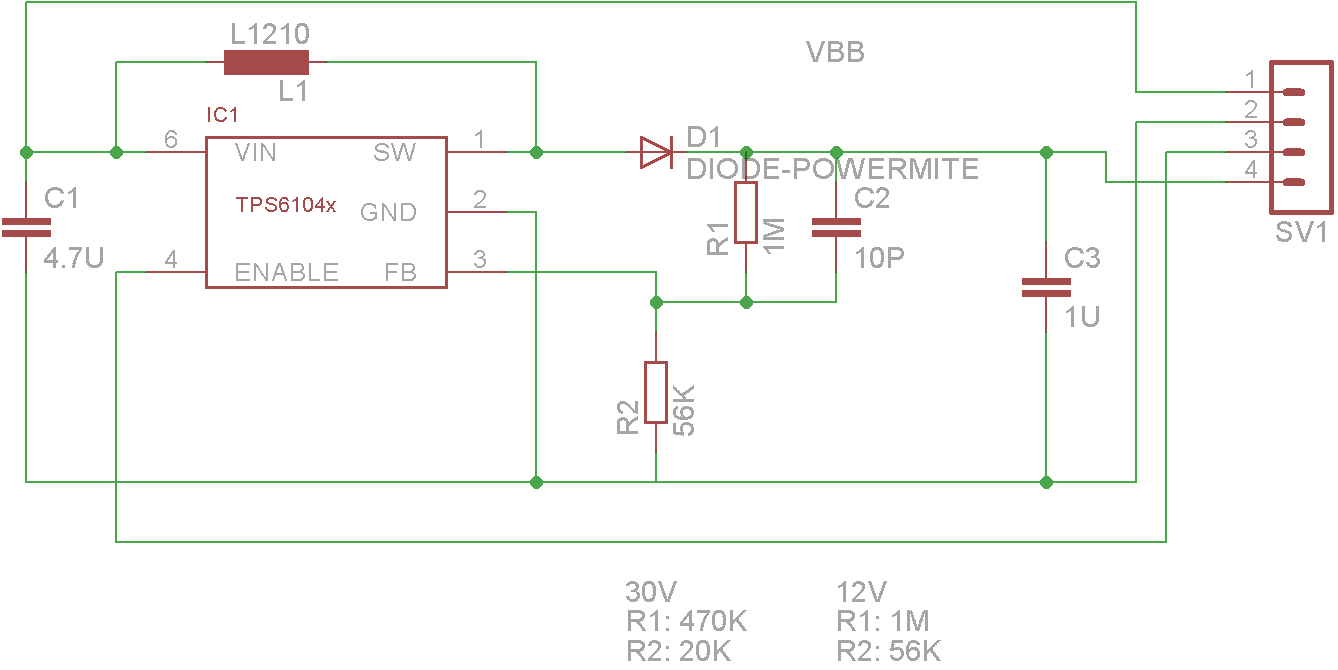 L1210
L1
VBB
IC1
6
VIN
SW
1
TPS6104x
GND
2
4
ENABLE
FB
3
C1
4.7U
D1
DIODE-POWERMITE
R1
1M
C2
10P
C3
1U
R2
56K
1
2
3
4
SV1
30V
R1: 470K
R2: 20K
12V
R1: 1M
R2: 56K